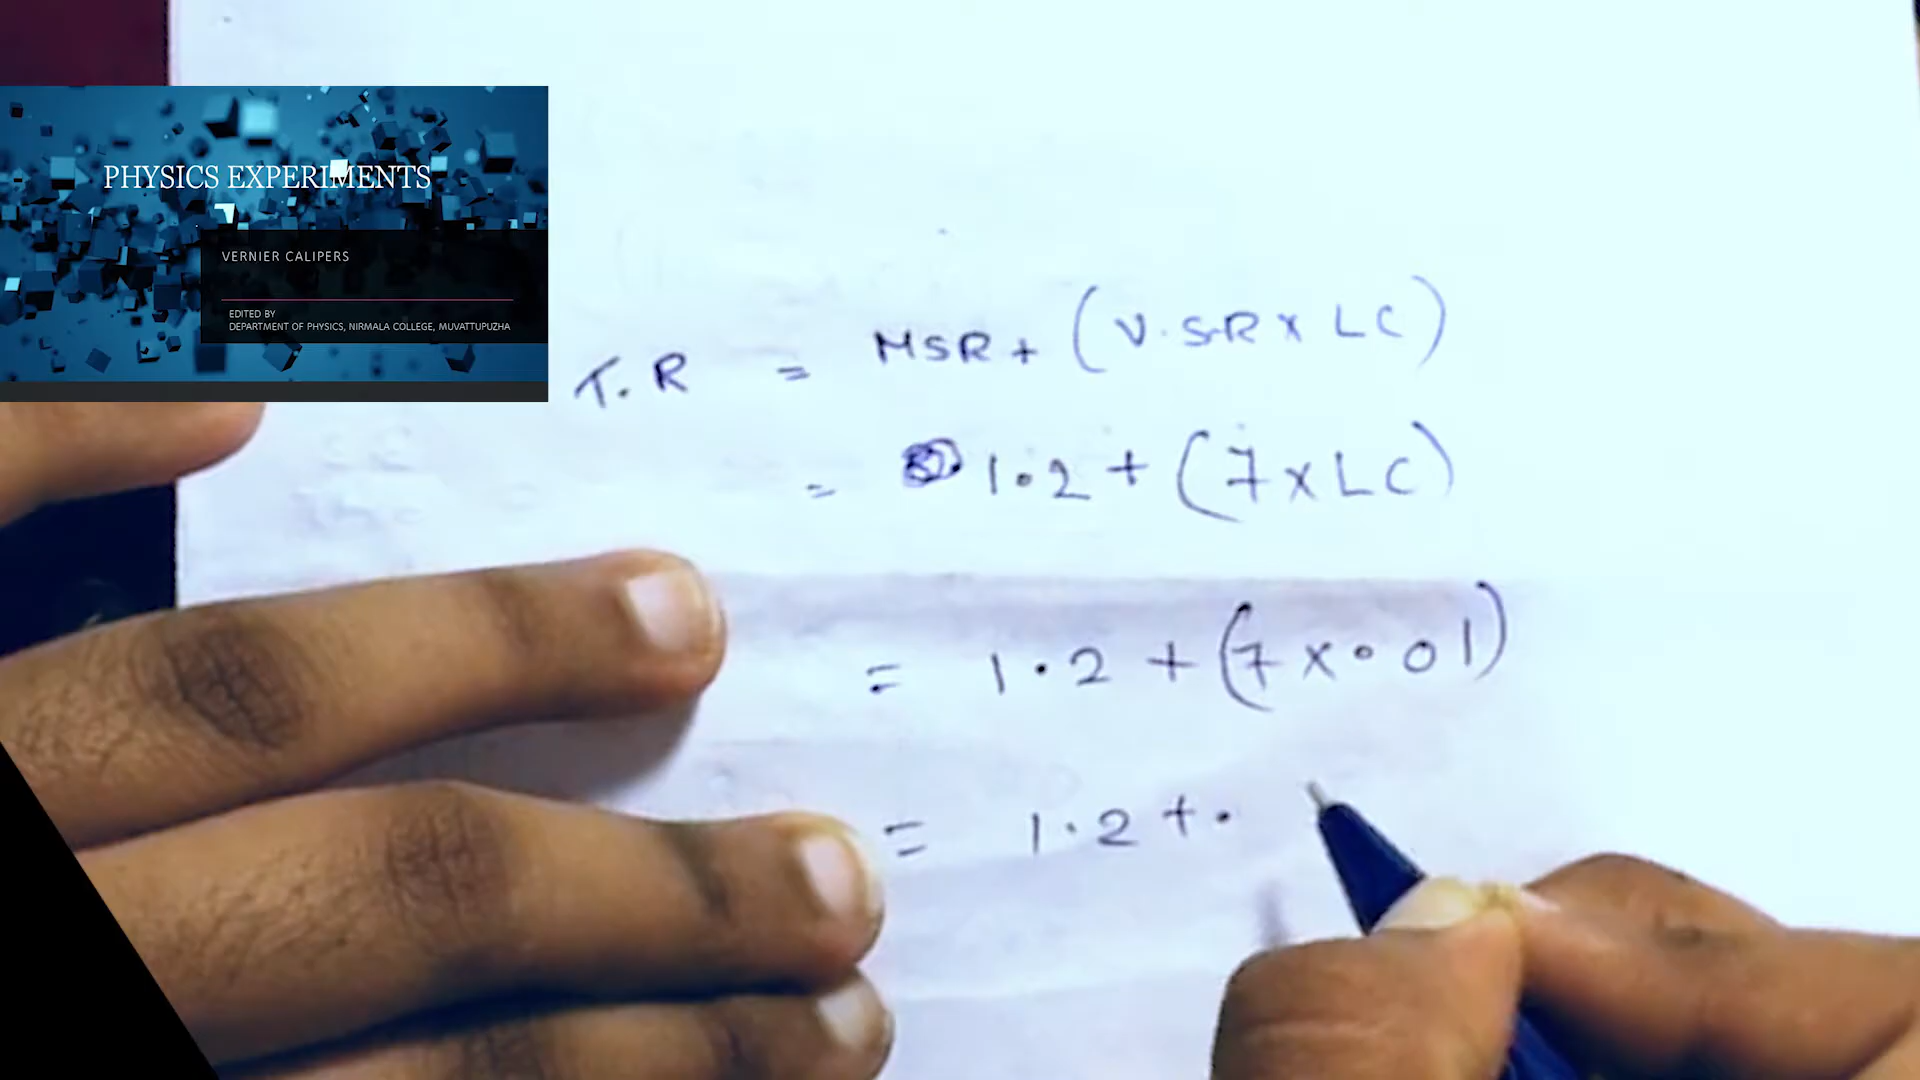 PHYSICS EXPERIMENTS
VERNIER CALIPERS
EDITED BY
DEPARTMENT OF PHYSICS, NIRMALA COLLEGE, MUVATTUPUZHA
T.R = MSR + (V.S.R x LC)
= 1.2 + (7 x LC)
= 1.2 + (7 x .01)
= 1.2 + .